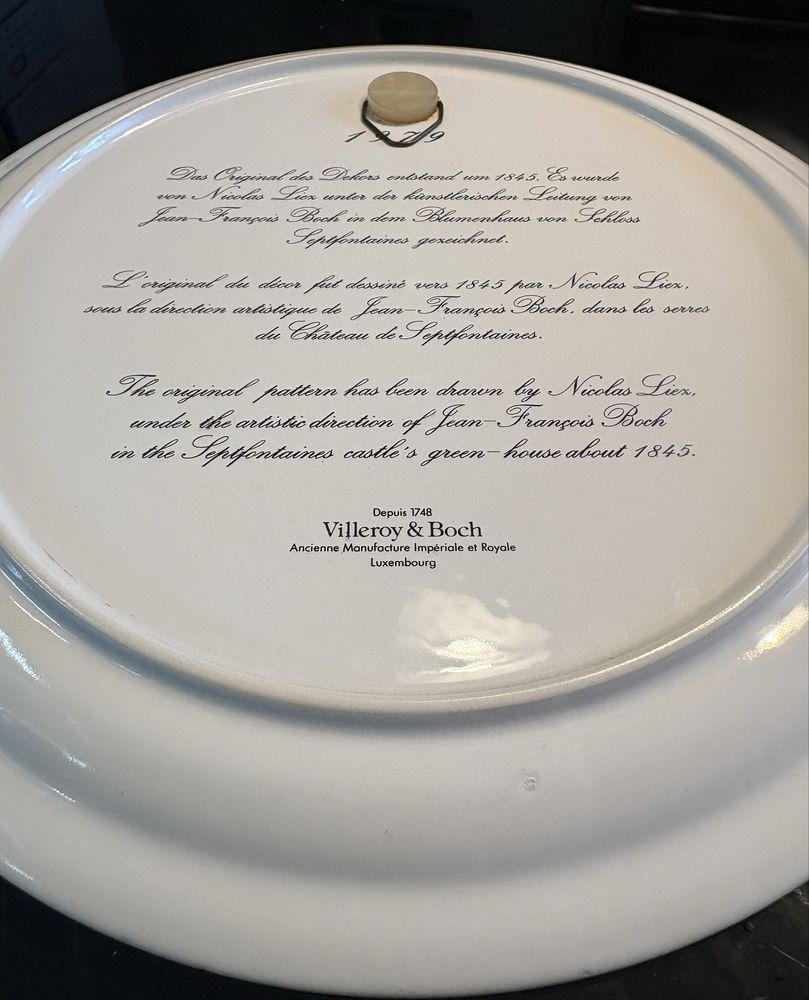 1979
Das Original des Dekors entstand um 1845. Es wurde
von Nicolas Liez unter der künstlerischen Leitung von
Jean-François Boch in dem Blumenhaus von Schloss
Septfontaines gezeichnet.
L'original du décor fut dessiné vers 1845 par Nicolas Liez,
sous la direction artistique de Jean-François Boch, dans les serres
du Château de Septfontaines.
The original pattern has been drawn by Nicolas Liez,
under the artistic direction of Jean-François Boch
in the Septfontaines castle's green-house about 1845.
Depuis 1748
Villeroy & Boch
Ancienne Manufacture Impériale et Royale
Luxembourg